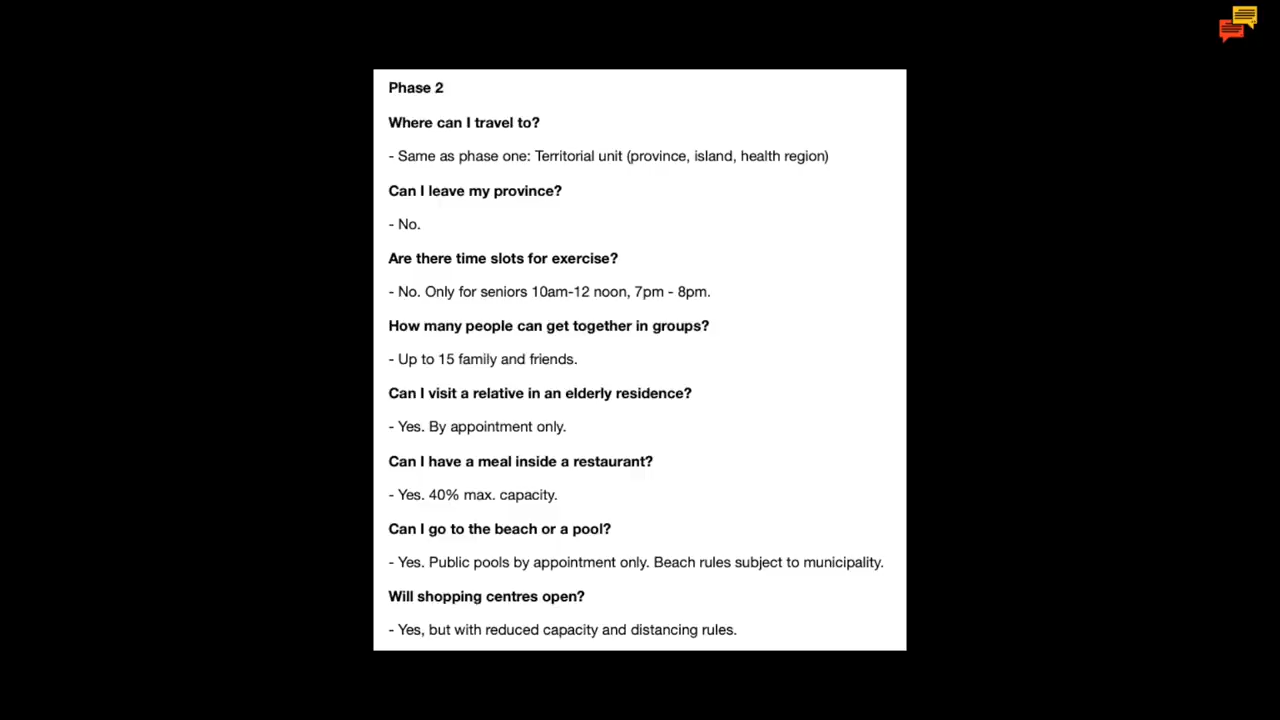 Phase 2
Where can I travel to?
- Same as phase one: Territorial unit (province, island, health region)
Can I leave my province?
- No.
Are there time slots for exercise?
- No. Only for seniors 10am-12 noon, 7pm - 8pm.
How many people can get together in groups?
- Up to 15 family and friends.
Can I visit a relative in an elderly residence?
- Yes. By appointment only.
Can I have a meal inside a restaurant?
- Yes. 40% max. capacity.
Can I go to the beach or a pool?
- Yes. Public pools by appointment only. Beach rules subject to municipality.
Will shopping centres open?
- Yes, but with reduced capacity and distancing rules.